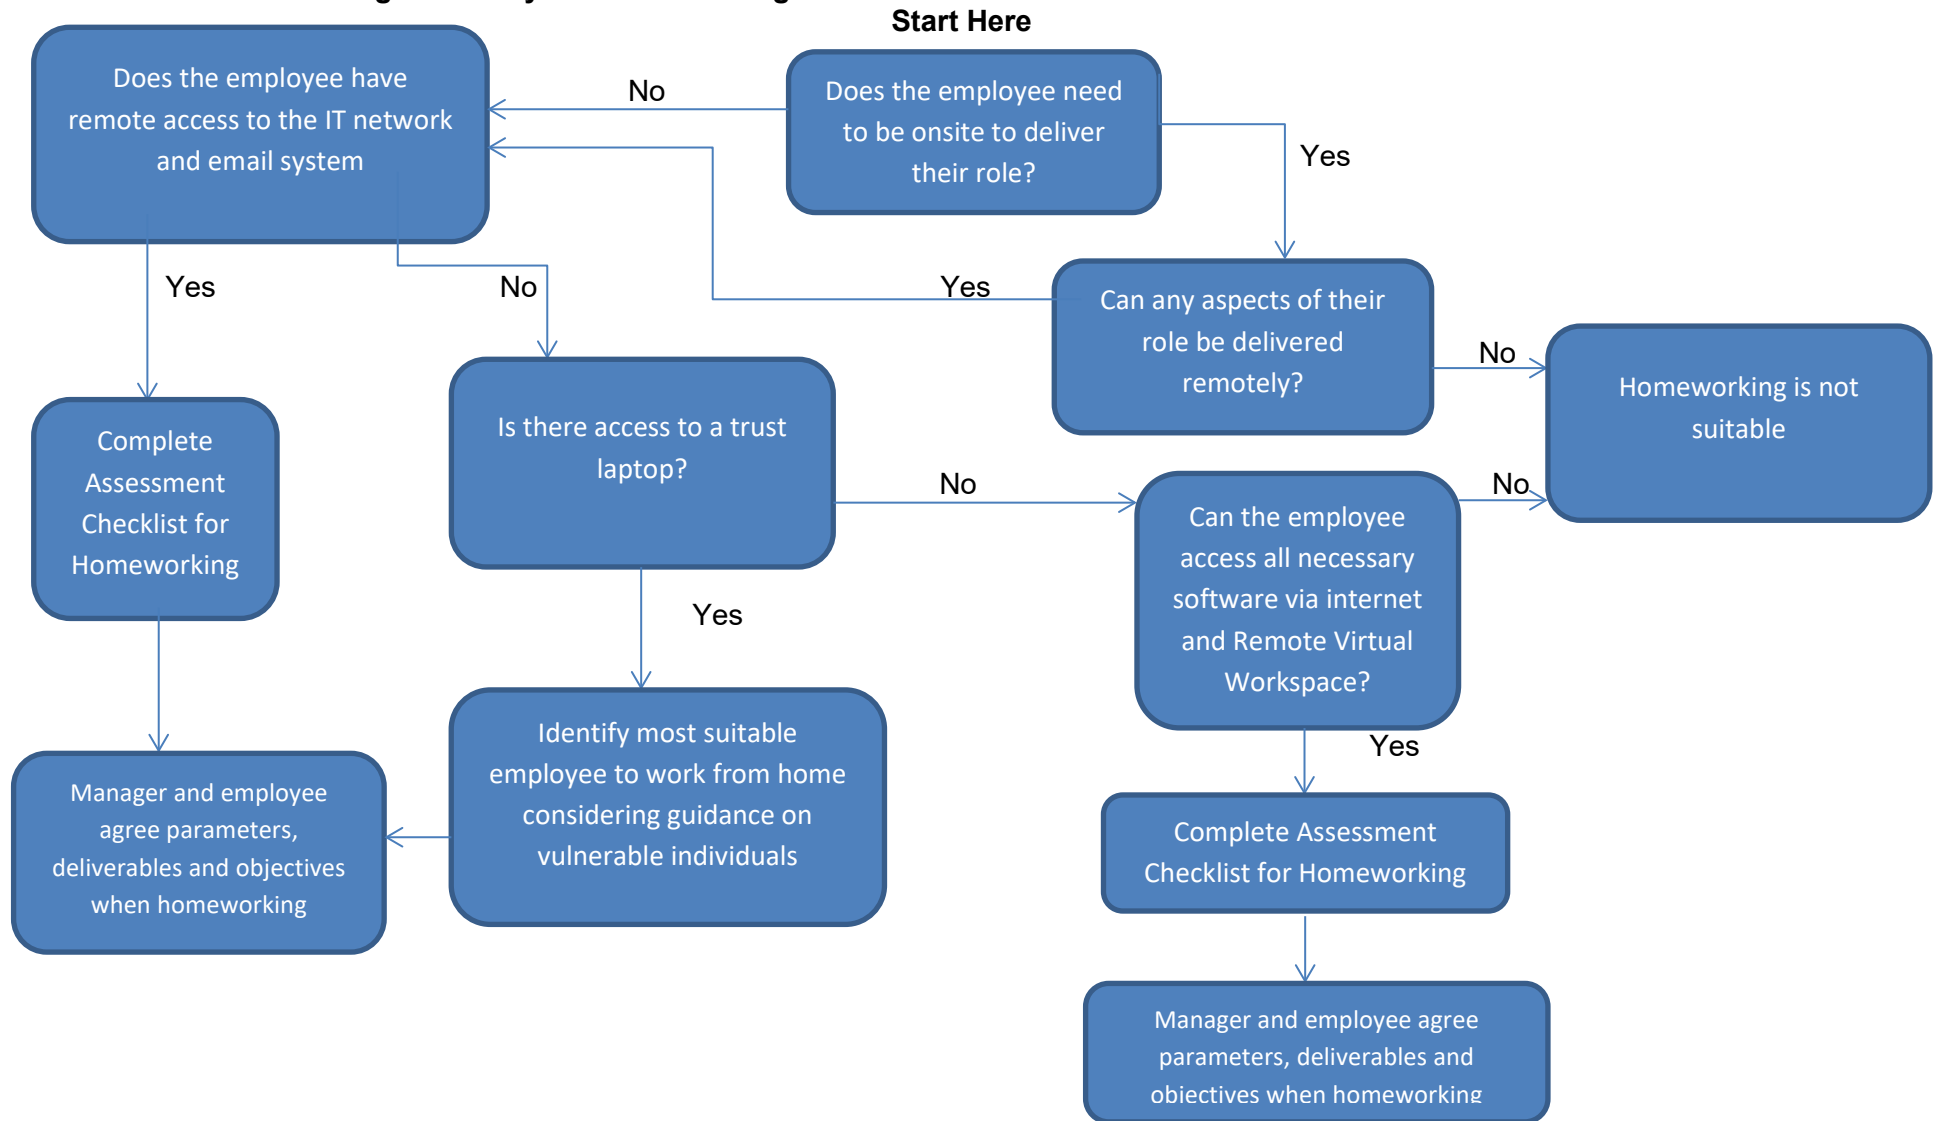 Start Here
Does the employee need
to be onsite to deliver
their role?
No
Yes
Does the employee have
remote access to the IT network
and email system
Yes
No
Yes
Can any aspects of their
role be delivered
remotely?
No
Homeworking is not
suitable
Complete
Assessment
Checklist for
Homeworking
Is there access to a trust
laptop?
No
Yes
Can the employee
access all necessary
software via internet
and Remote Virtual
Workspace?
No
Yes
Identify most suitable
employee to work from home
considering guidance on
vulnerable individuals
Manager and employee
agree parameters,
deliverables and objectives
when homeworking
Complete Assessment
Checklist for Homeworking
Manager and employee agree
parameters, deliverables and
objectives when homeworking